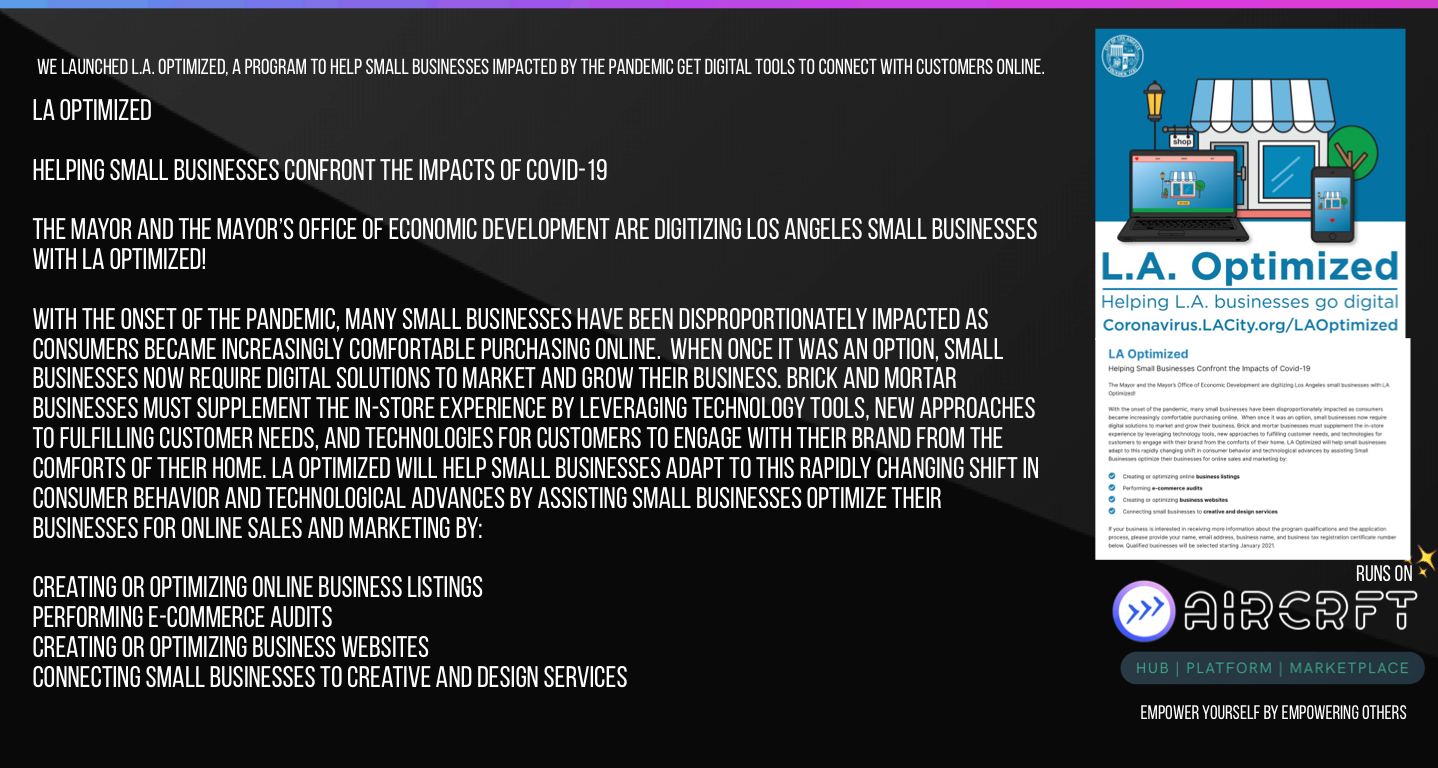 WE LAUNCHED L.A. OPTIMIZED, A PROGRAM TO HELP SMALL BUSINESSES IMPACTED BY THE PANDEMIC GET DIGITAL TOOLS TO CONNECT WITH CUSTOMERS ONLINE.
LA OPTIMIZED
HELPING SMALL BUSINESSES CONFRONT THE IMPACTS OF COVID-19
THE MAYOR AND THE MAYOR'S OFFICE OF ECONOMIC DEVELOPMENT ARE DIGITIZING LOS ANGELES SMALL BUSINESSES
WITH LA OPTIMIZED!
WITH THE ONSET OF THE PANDEMIC, MANY SMALL BUSINESSES HAVE BEEN DISPROPORTIONATELY IMPACTED AS
CONSUMERS BECAME INCREASINGLY COMFORTABLE PURCHASING ONLINE. WHEN ONCE IT WAS AN OPTION, SMALL
BUSINESSES NOW REQUIRE DIGITAL SOLUTIONS TO MARKET AND GROW THEIR BUSINESS. BRICK AND MORTAR
BUSINESSES MUST SUPPLEMENT THE IN-STORE EXPERIENCE BY LEVERAGING TECHNOLOGY TOOLS, NEW APPROACHES
TO FULFILLING CUSTOMER NEEDS, AND TECHNOLOGIES FOR CUSTOMERS TO ENGAGE WITH THEIR BRAND FROM THE
COMFORTS OF THEIR HOME. LA OPTIMIZED WILL HELP SMALL BUSINESSES ADAPT TO THIS RAPIDLY CHANGING SHIFT IN
CONSUMER BEHAVIOR AND TECHNOLOGICAL ADVANCES BY ASSISTING SMALL BUSINESSES OPTIMIZE THEIR
BUSINESSES FOR ONLINE SALES AND MARKETING BY:
CREATING OR OPTIMIZING ONLINE BUSINESS LISTINGS
PERFORMING E-COMMERCE AUDITS
CREATING OR OPTIMIZING BUSINESS WEBSITES
CONNECTING SMALL BUSINESSES TO CREATIVE AND DESIGN SERVICES
shop
L.A. Optimized
Helping L.A. businesses go digital
Coronavirus.LACity.org/LAOptimized
LA Optimized
Helping Small Businesses Confront the Impacts of Covid-19
The Mayor and the Mayor's Office of Economic Development are digitizing Los Angeles small businesses with LA
Optimized!
With the onset of the pandemic, many small businesses have been disproportionately impacted as consumers
became increasingly comfortable purchasing online. When once it was an option, small businesses now require
digital solutions to market and grow their business. Brick and mortar businesses must supplement the in-store
experience by leveraging technology tools, new approaches to fulfilling customer needs, and technologies for
customers to engage with their brand from the comforts of their home. LA Optimized will help small businesses
adapt to this rapidly changing shift in consumer behavior and technological advances by assisting Small
Businesses optimize their businesses for online sales and marketing by:
Creating or optimizing online business listings
Performing e-commerce audits
Creating or optimizing business websites
Connecting small businesses to creative and design services
If your business is interested in receiving more information about the program qualifications and the application
process, please provide your name, email address, business name, and business tax registration certificate number
below. Qualified businesses will be selected starting January 2021.
RUNS ON
AIRCRFT
HUB | PLATFORM | MARKETPLACE
EMPOWER YOURSELF BY EMPOWERING OTHERS